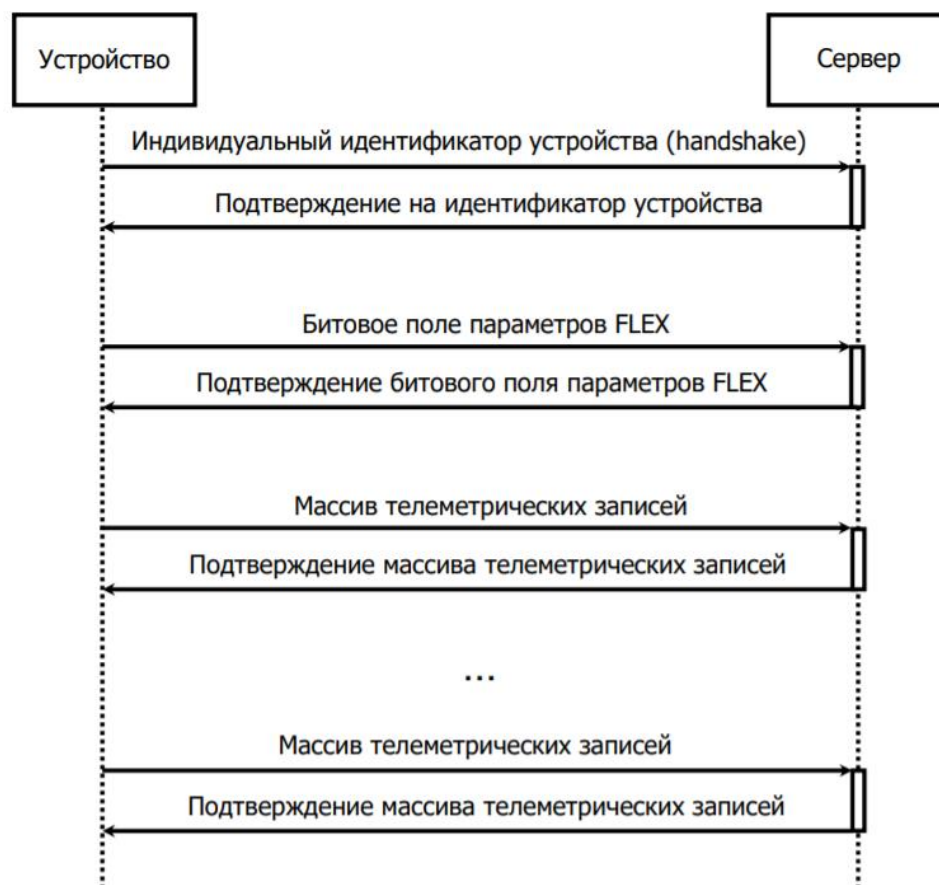 Устройство
Сервер
Индивидуальный идентификатор устройства (handshake)
Подтверждение на идентификатор устройства
Битовое поле параметров FLEX
Подтверждение битового поля параметров FLEX
Массив телеметрических записей
Подтверждение массива телеметрических записей
...
Массив телеметрических записей
Подтверждение массива телеметрических записей